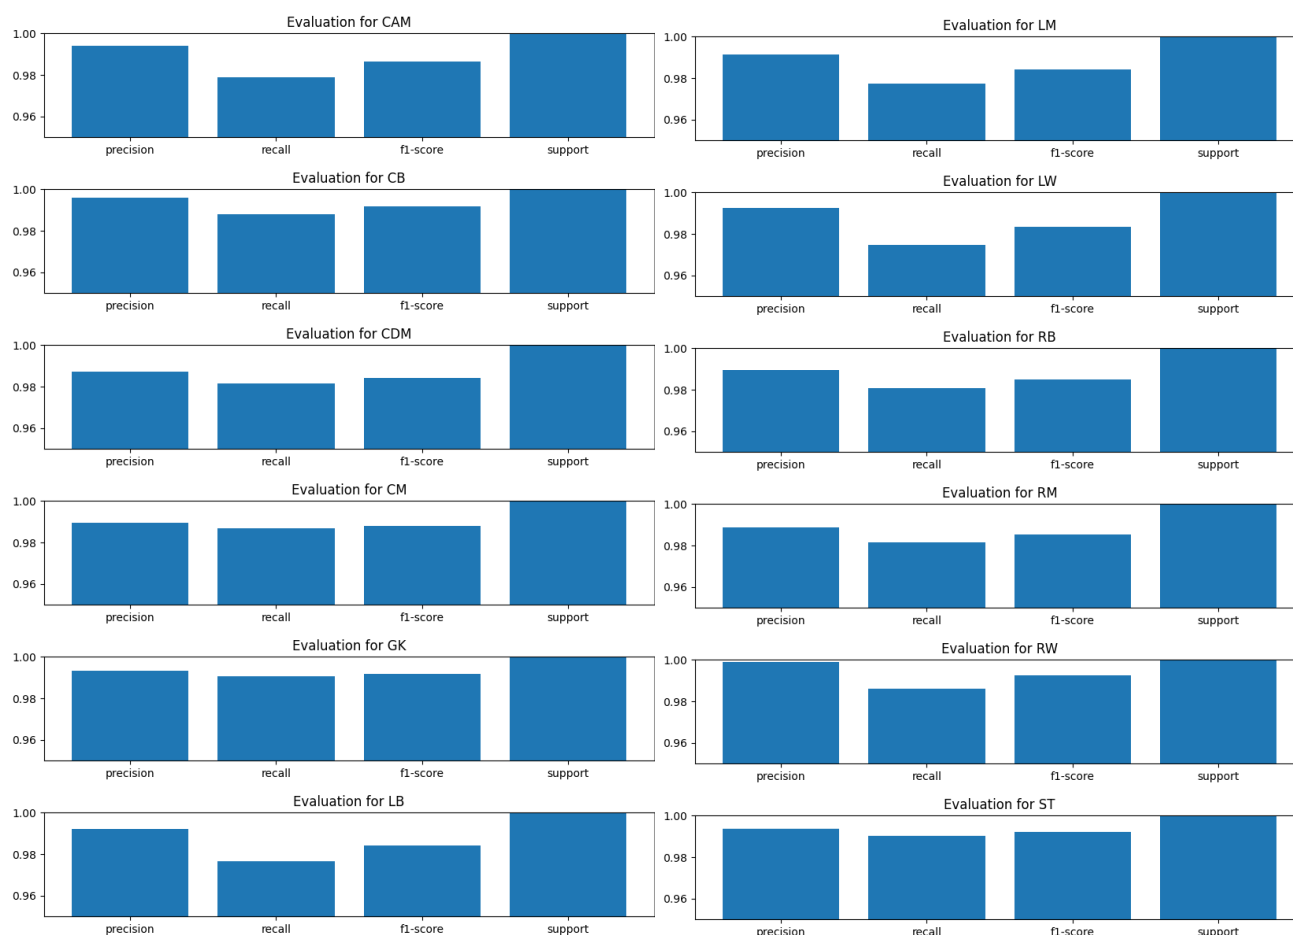 Evaluation for CAM
1.00
0.98
0.96
precision recall f1-score support
Evaluation for CB
1.00
0.98
0.96
precision recall f1-score support
Evaluation for CDM
1.00
0.98
0.96
precision recall f1-score support
Evaluation for CM
1.00
0.98
0.96
precision recall f1-score support
Evaluation for GK
1.00
0.98
0.96
precision recall f1-score support
Evaluation for LB
1.00
0.98
0.96
precision recall f1-score support
Evaluation for LM
1.00
0.98
0.96
precision recall f1-score support
Evaluation for LW
1.00
0.98
0.96
precision recall f1-score support
Evaluation for RB
1.00
0.98
0.96
precision recall f1-score support
Evaluation for RM
1.00
0.98
0.96
precision recall f1-score support
Evaluation for RW
1.00
0.98
0.96
precision recall f1-score support
Evaluation for ST
1.00
0.98
0.96
precision recall f1-score support